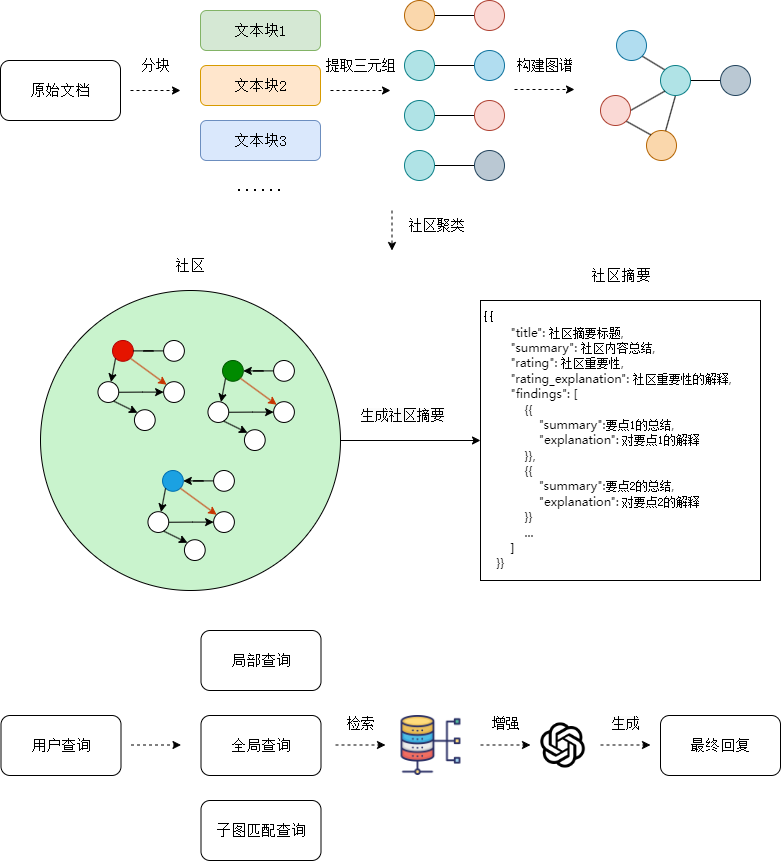 原始文档
分块
文本块1
文本块2
文本块3
......
提取三元组
构建图谱
社区聚类
社区
生成社区摘要
社区摘要
{{
"title": 社区摘要标题,
"summary": 社区内容总结,
"rating": 社区重要性,
"rating_explanation": 社区重要性的解释,
"findings": [
{{
"summary":要点1的总结,
"explanation": 对要点1的解释
}},
{{
"summary":要点2的总结,
"explanation": 对要点2的解释
}}
...
]
}}
用户查询
局部查询
全局查询
子图匹配查询
检索
增强
生成
最终回复